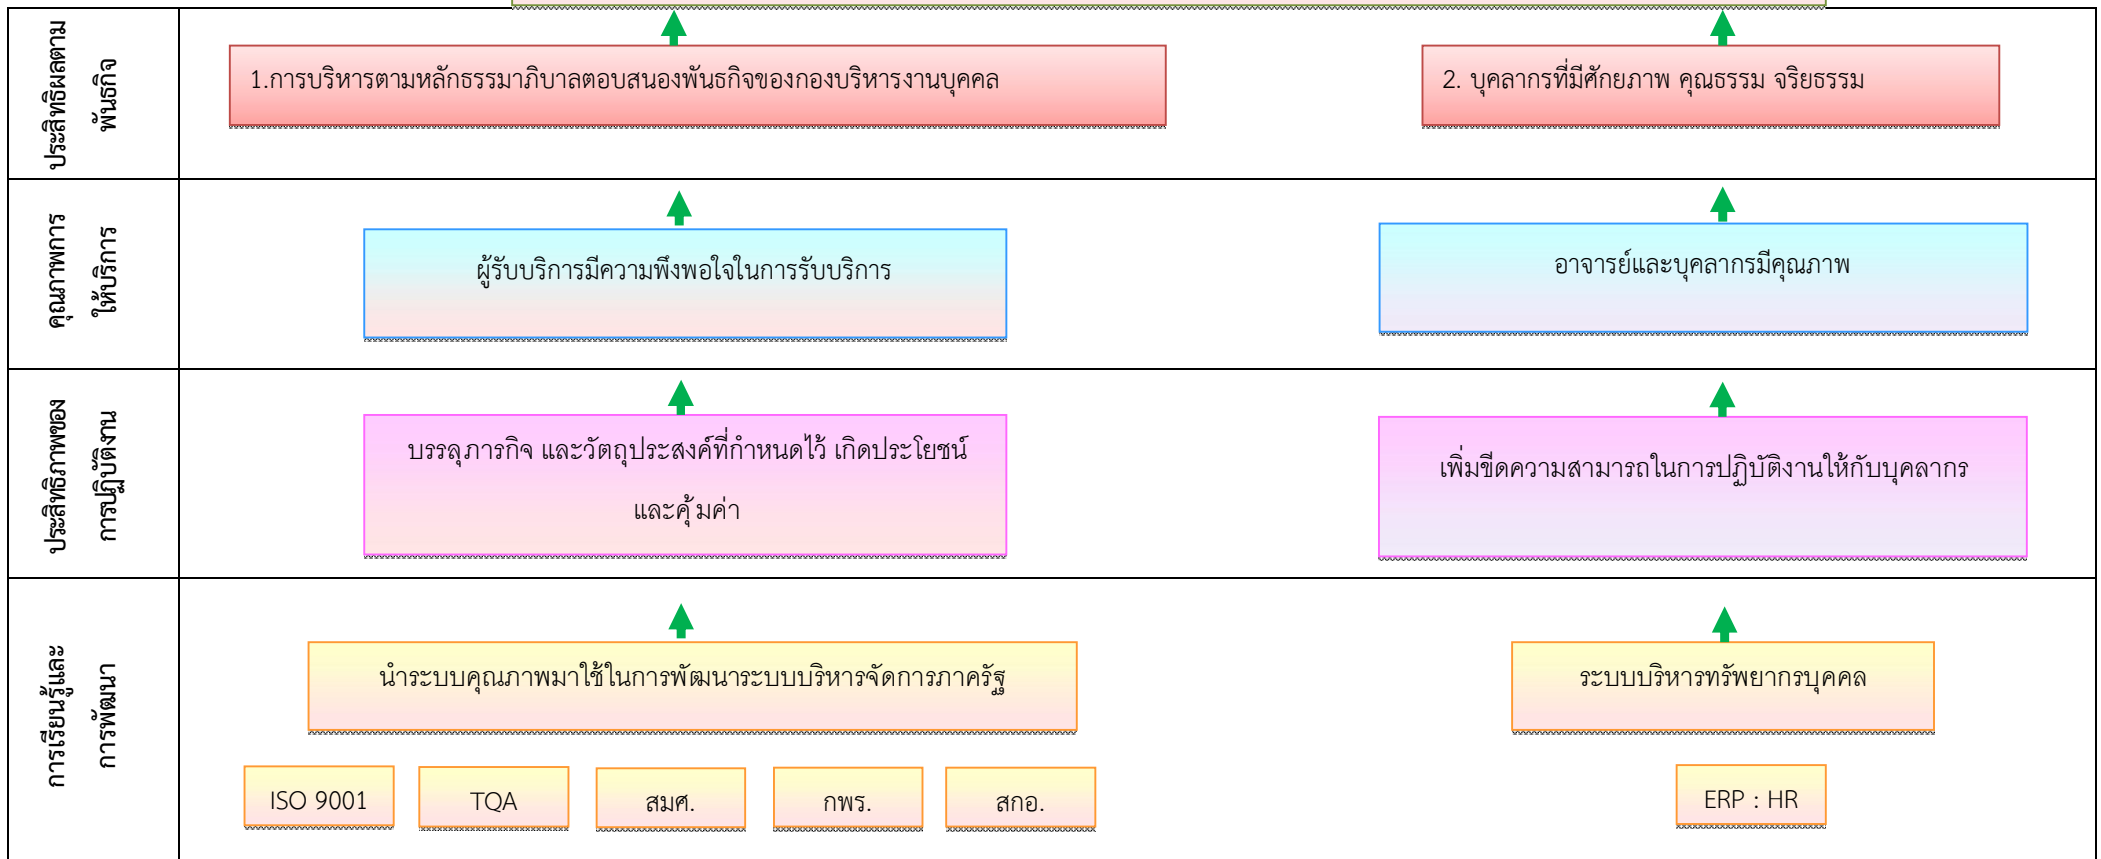 ประสิทธิผลตาม
พันธกิจ
1.การบริหารตามหลักธรรมาภิบาลตอบสนองพันธกิจของกองบริหารงานบุคคล
2. บุคลากรที่มีศักยภาพ คุณธรรม จริยธรรม
คุณภาพการ
ให้บริการ
ผู้รับบริการมีความพึงพอใจในการรับบริการ
อาจารย์และบุคลากรมีคุณภาพ
ประสิทธิภาพของ
การปฏิบัติงาน
บรรลุภารกิจ และวัตถุประสงค์ที่กำหนดไว้ เกิดประโยชน์
และคุ้มค่า
เพิ่มขีดความสามารถในการปฏิบัติงานให้กับบุคลากร
การเรียนรู้และ
การพัฒนา
นำระบบคุณภาพมาใช้ในการพัฒนาระบบบริหารจัดการภาครัฐ
ระบบบริหารทรัพยากรบุคคล
ISO 9001
TQA
สมศ.
กพร.
สกอ.
ERP : HR